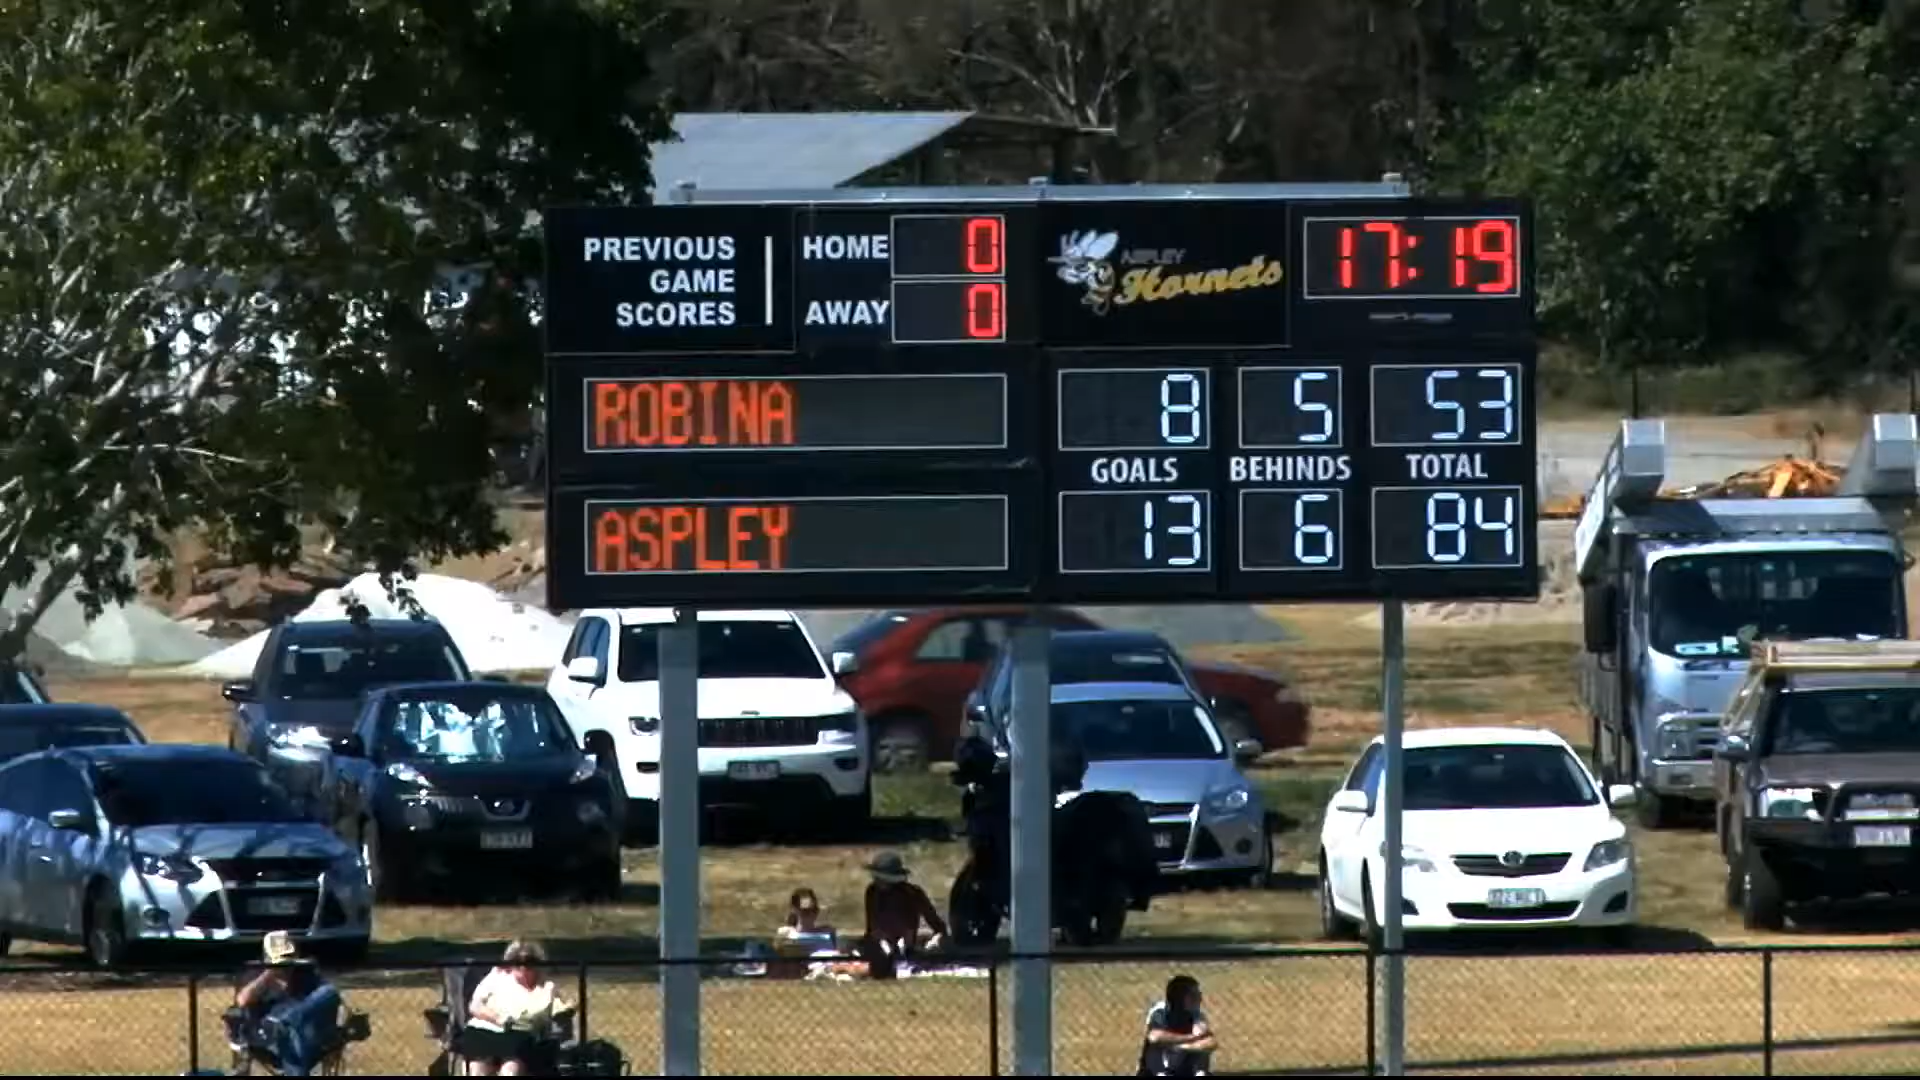 PREVIOUS
GAME
SCORES
HOME 0
AWAY 0
ASPLEY
Hornets
17:19
ROBINA 8 5 53
GOALS BEHINDS TOTAL
ASPLEY 13 6 84